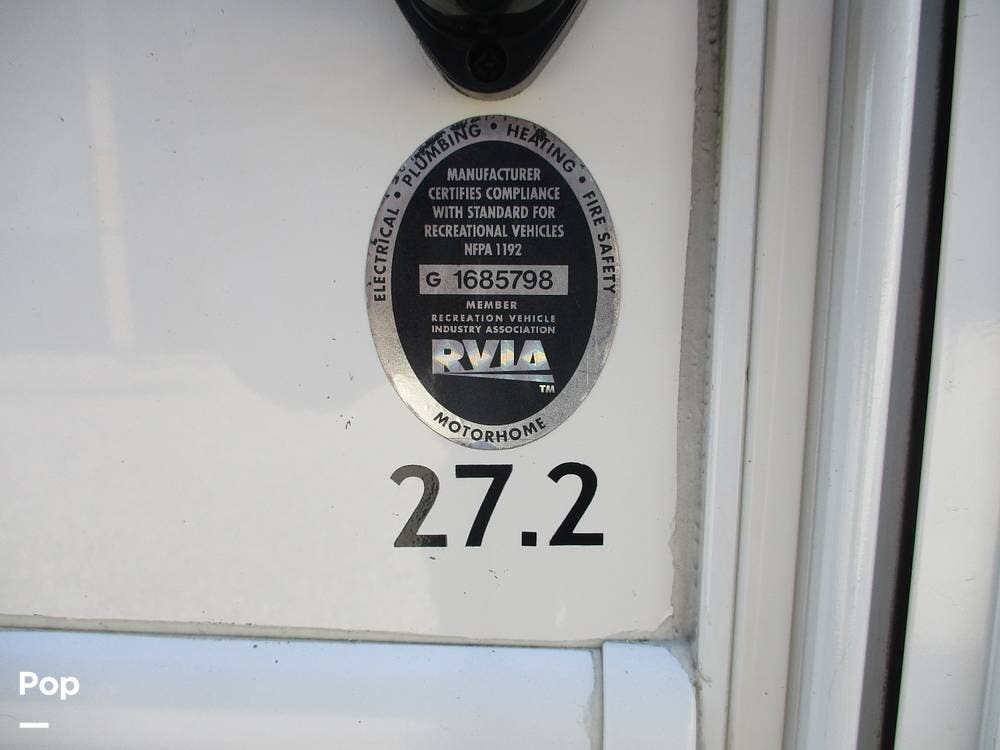 ELECTRICAL • PLUMBING • HEATING • FIRE SAFETY
MANUFACTURER
CERTIFIES COMPLIANCE
WITH STANDARD FOR
RECREATIONAL VEHICLES
NFPA 1192
G 1685798
MEMBER
RECREATION VEHICLE
INDUSTRY ASSOCIATION
RVIA
TM
MOTORHOME
27.2
Pop